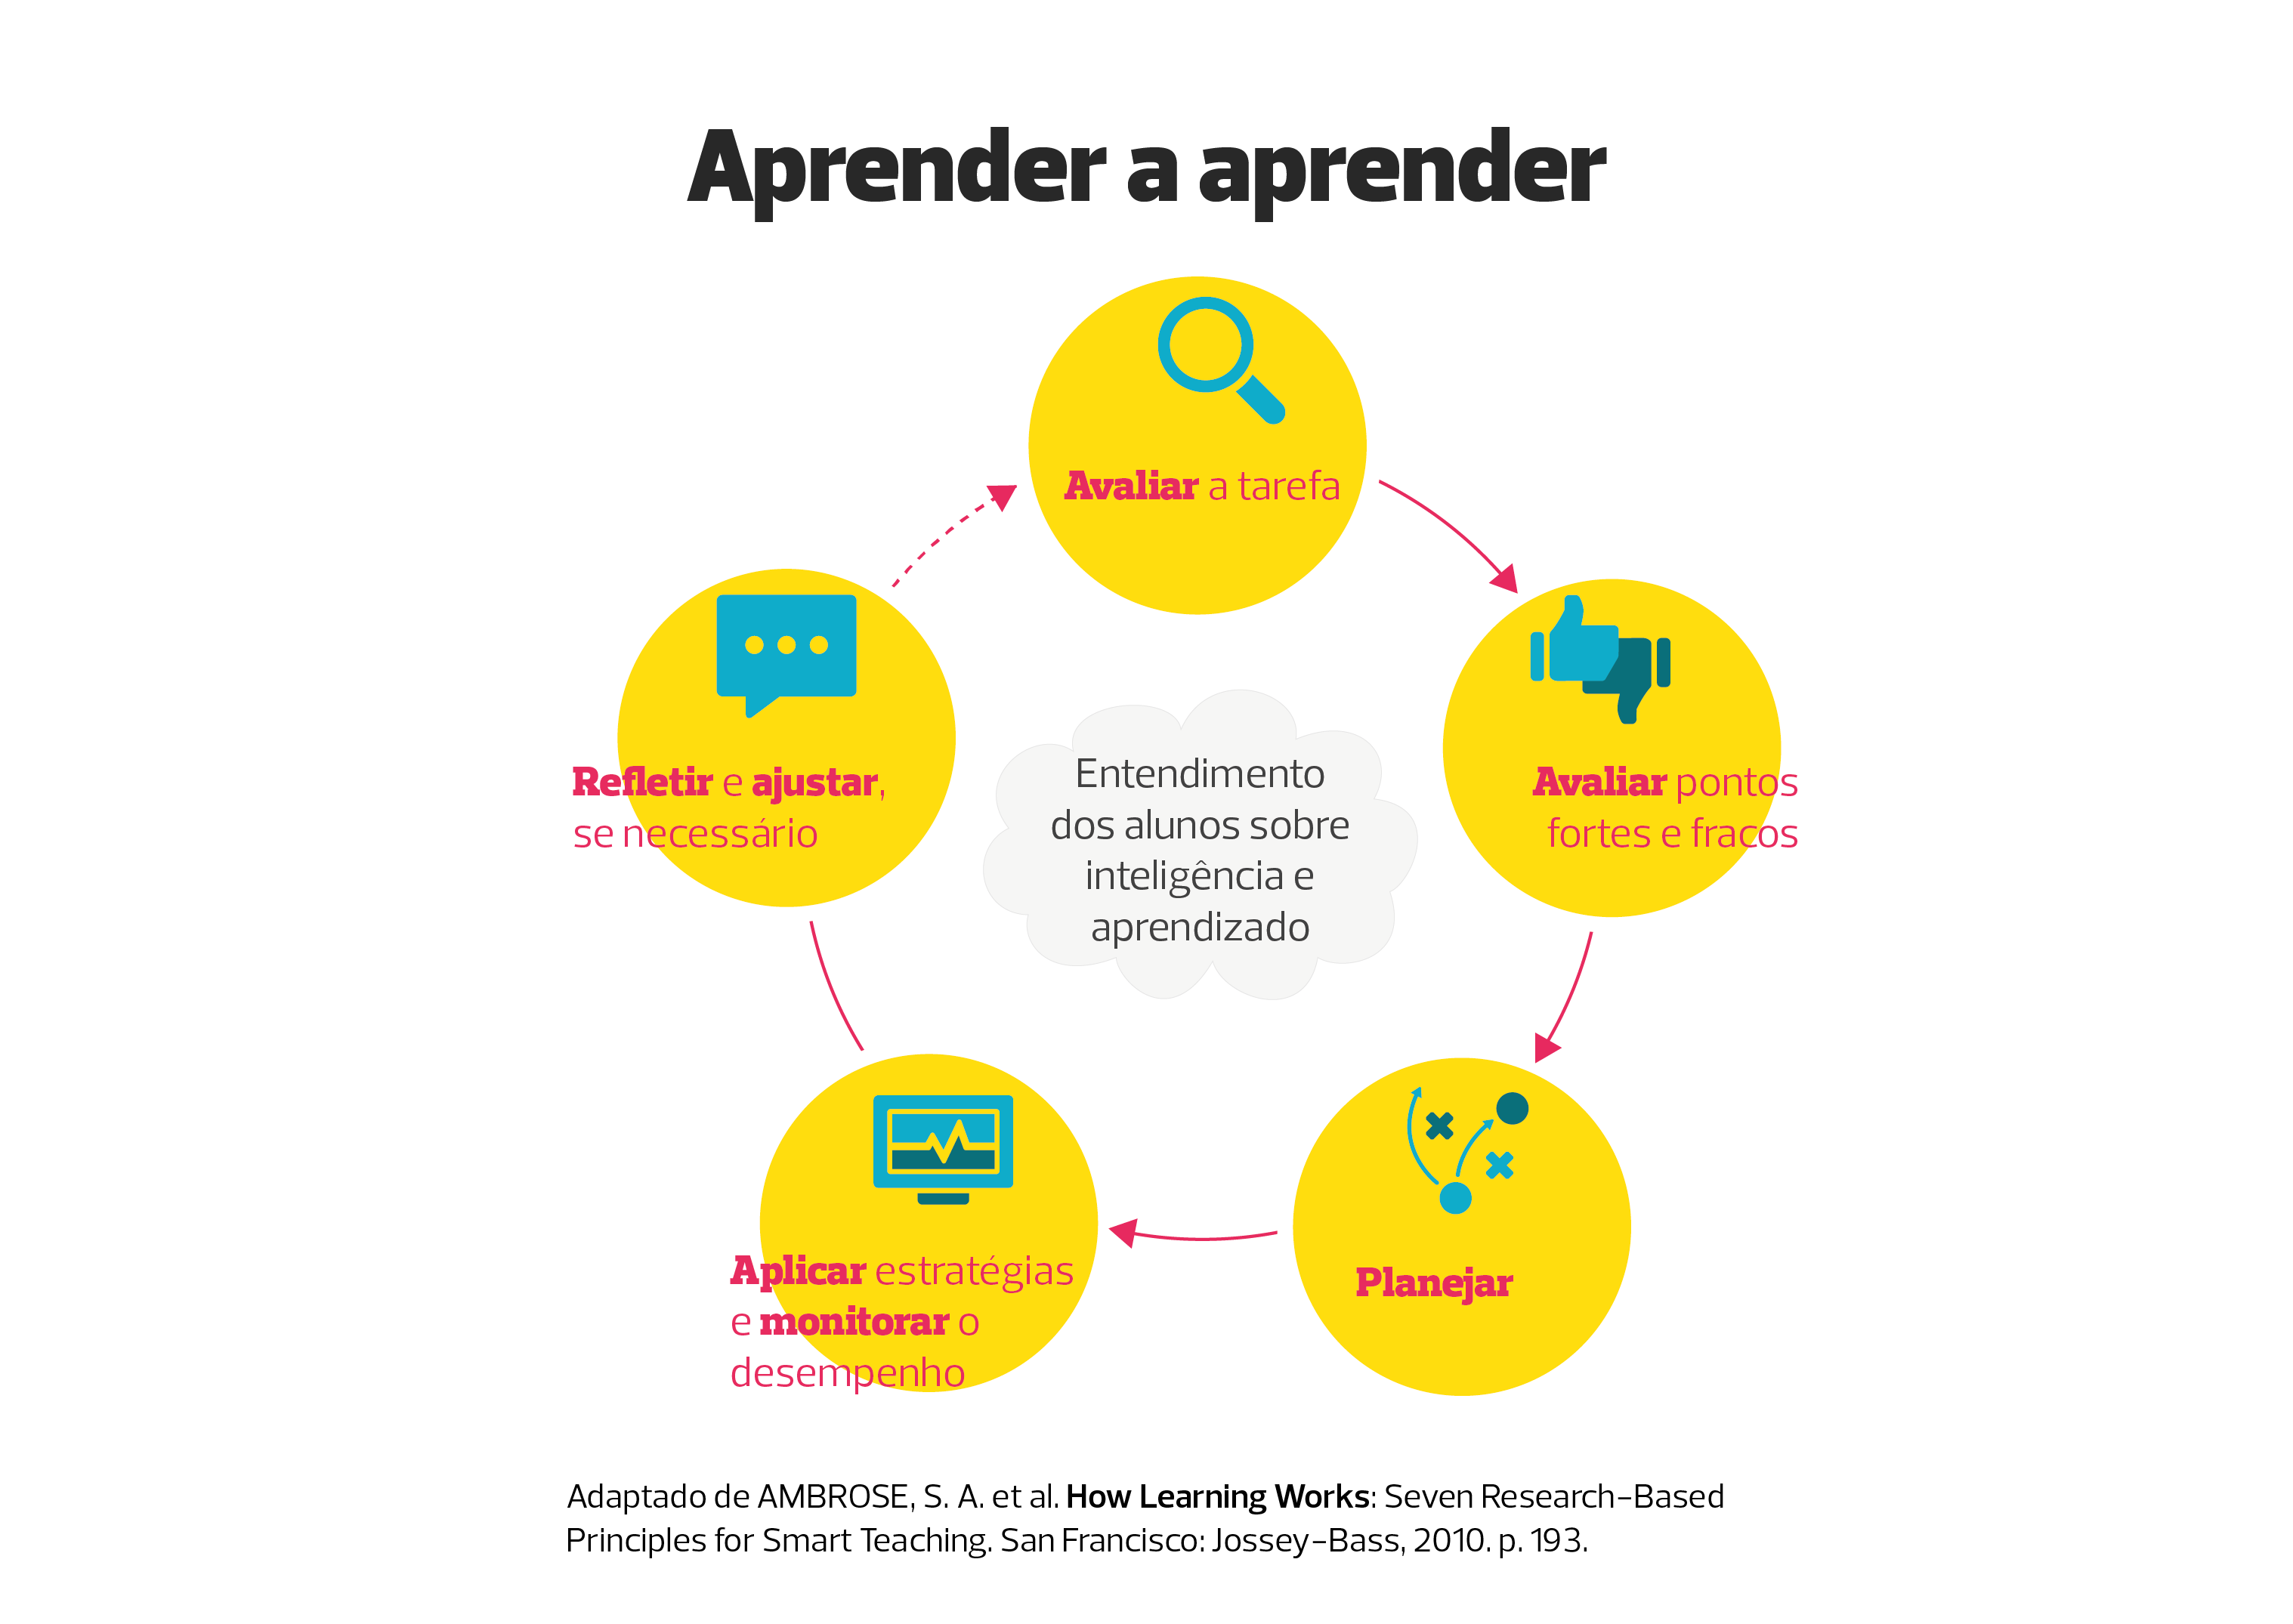 Aprender a aprender
Avaliar a tarefa
Avaliar pontos
fortes e fracos
Planejar
Aplicar estratégias
e monitorar o
desempenho
Refletir e ajustar,
se necessário
Entendimento
dos alunos sobre
inteligência e
aprendizado
Adaptado de AMBROSE, S. A. et al. How Learning Works: Seven Research-Based
Principles for Smart Teaching. San Francisco: Jossey-Bass, 2010. p. 193.